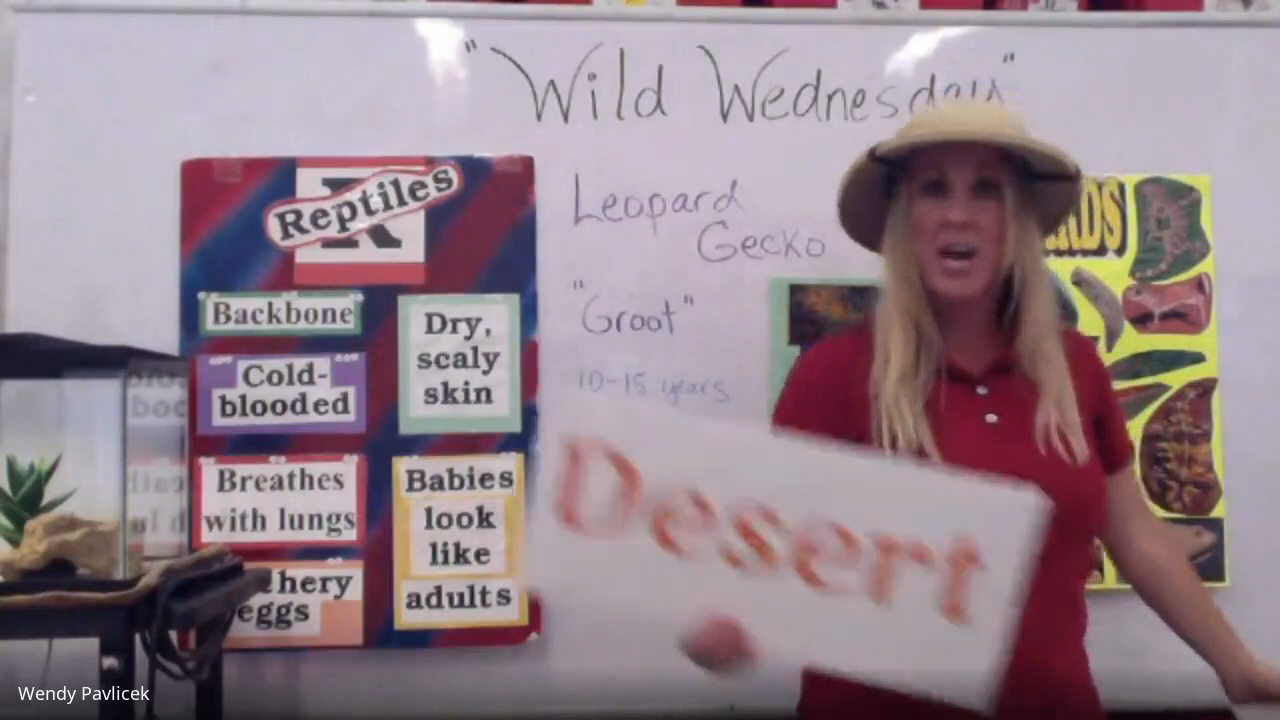 "Wild Wednesday"
R
Reptiles
Backbone
Cold-
blooded
Breathes
with lungs
hery
eggs
Dry,
scaly
skin
Babies
look
like
adults
Leopard
Gecko
"Groot"
10-15 years
Desert
Wendy Pavlicek